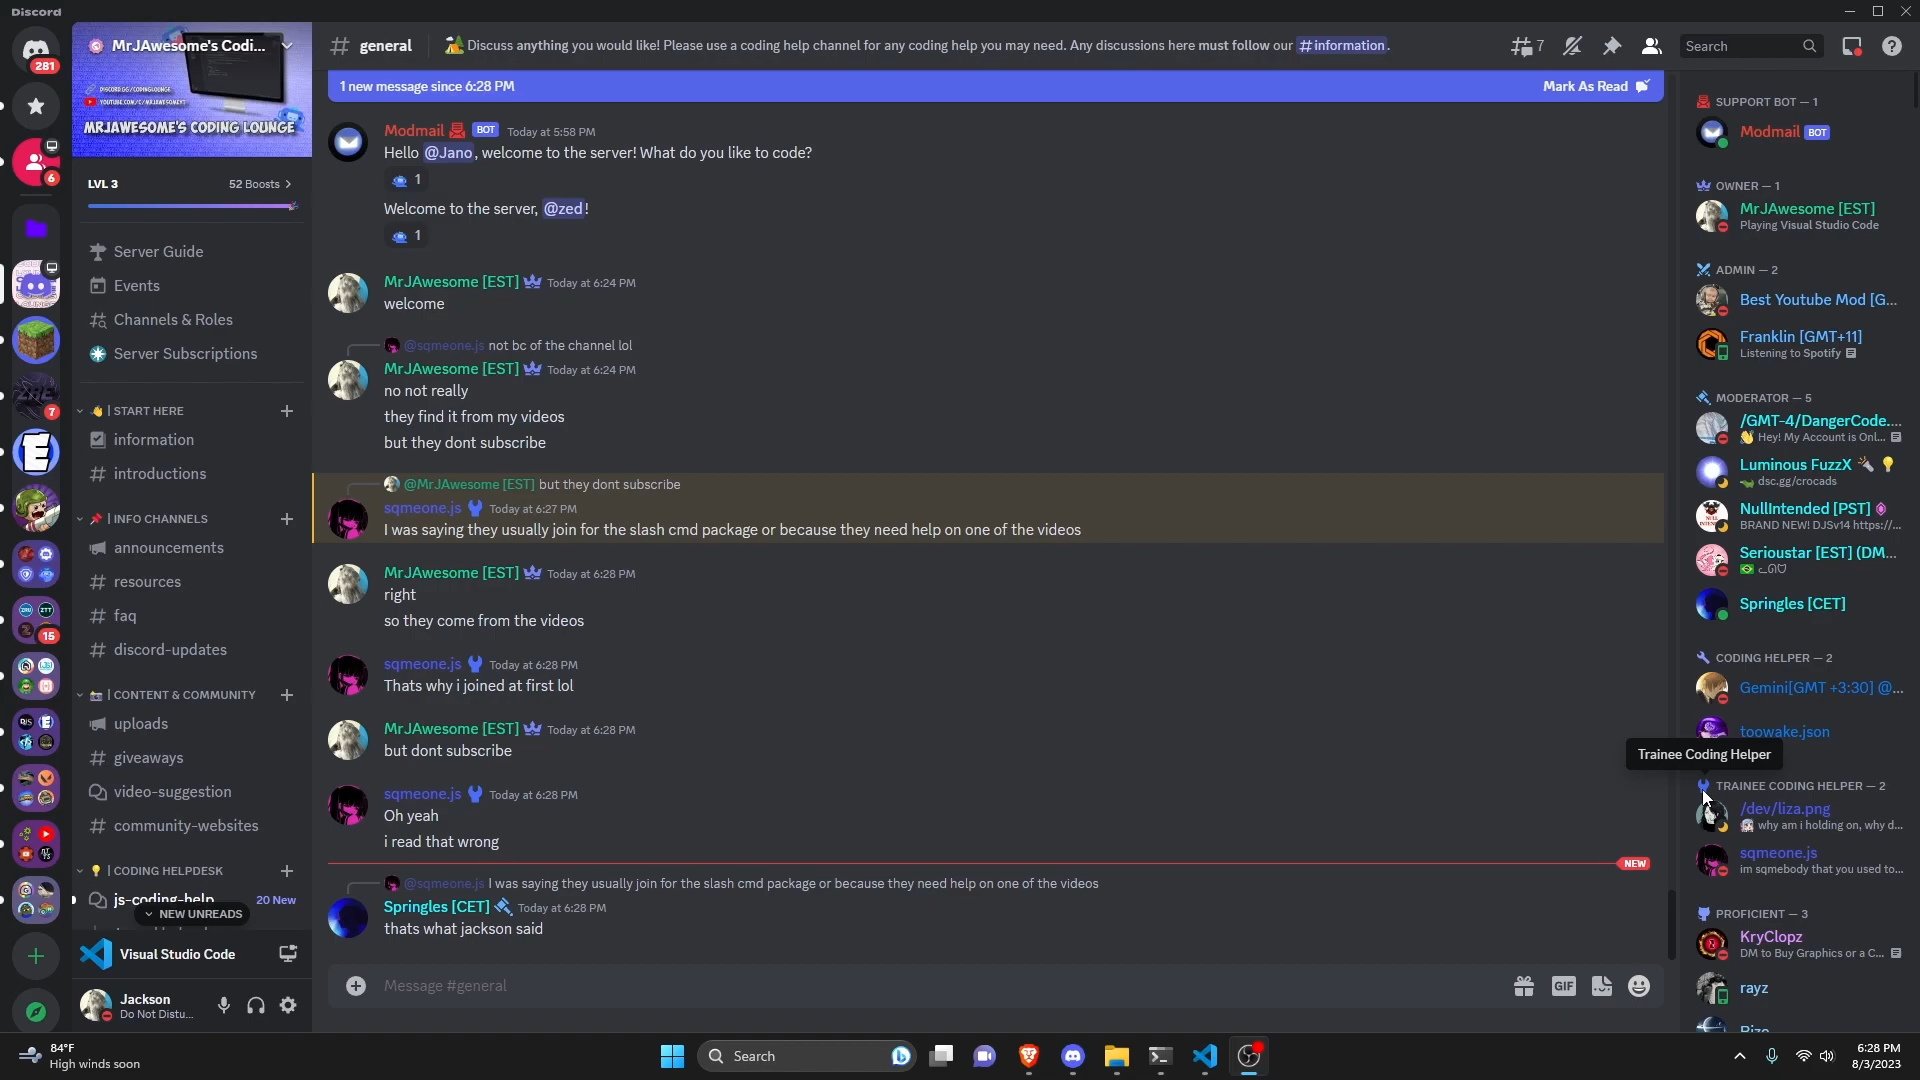 Discord
281
MrJAwesome's Codi...
DISCORD.GG/CODINGLOUNGE
YOUTUBE.COM/C/MRJAWESOMEYT
MRJAWESOME'S CODING LOUNGE
LVL 3
52 Boosts
Server Guide
Events
Channels & Roles
Server Subscriptions
| START HERE
information
introductions
| INFO CHANNELS
announcements
resources
faq
discord-updates
| CONTENT & COMMUNITY
uploads
giveaways
video-suggestion
community-websites
| CODING HELPDESK
js-coding-help
20 New
NEW UNREADS
Visual Studio Code
Jackson
Do Not Distu...
6
7
15
general
Discuss anything you would like! Please use a coding help channel for any coding help you may need. Any discussions here must follow our #information.
7
Search
1 new message since 6:28 PM
Mark As Read
Modmail BOT Today at 5:58 PM
Hello @Jano, welcome to the server! What do you like to code?
1
Welcome to the server, @zed!
1
MrJAwesome [EST] Today at 6:24 PM
welcome
@sqmeone.js not bc of the channel lol
MrJAwesome [EST] Today at 6:24 PM
no not really
they find it from my videos
but they dont subscribe
@MrJAwesome [EST] but they dont subscribe
sqmeone.js Today at 6:27 PM
I was saying they usually join for the slash cmd package or because they need help on one of the videos
MrJAwesome [EST] Today at 6:28 PM
right
so they come from the videos
sqmeone.js Today at 6:28 PM
Thats why i joined at first lol
MrJAwesome [EST] Today at 6:28 PM
but dont subscribe
sqmeone.js Today at 6:28 PM
Oh yeah
i read that wrong
NEW
@sqmeone.js I was saying they usually join for the slash cmd package or because they need help on one of the videos
Springles [CET] Today at 6:28 PM
thats what jackson said
Message #general
GIF
SUPPORT BOT — 1
Modmail BOT
OWNER — 1
MrJAwesome [EST]
Playing Visual Studio Code
ADMIN — 2
Best Youtube Mod [G...
Franklin [GMT+11]
Listening to Spotify
MODERATOR — 5
/GMT-4/DangerCode....
Hey! My Account is Onl...
Luminous FuzzX
dsc.gg/crocads
NullIntended [PST]
BRAND NEW! DJSv14 https://...
Serioustar [EST] (DM...
Springles [CET]
CODING HELPER — 2
Gemini[GMT +3:30] @...
toowake.json
Trainee Coding Helper
TRAINEE CODING HELPER — 2
/dev/liza.png
why am i holding on, why d...
sqmeone.js
im sqmebody that you used to...
PROFICIENT — 3
KryClopz
DM to Buy Graphics or a C...
rayz
84°F
High winds soon
Search
6:28 PM
8/3/2023